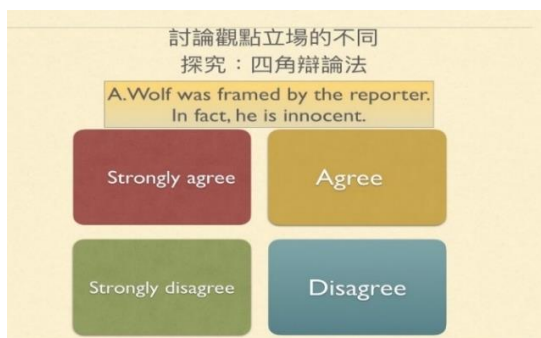 討論觀點立場的不同
探究：四角辯論法
A.Wolf was framed by the reporter.
In fact, he is innocent.
Strongly agree
Agree
Strongly disagree
Disagree